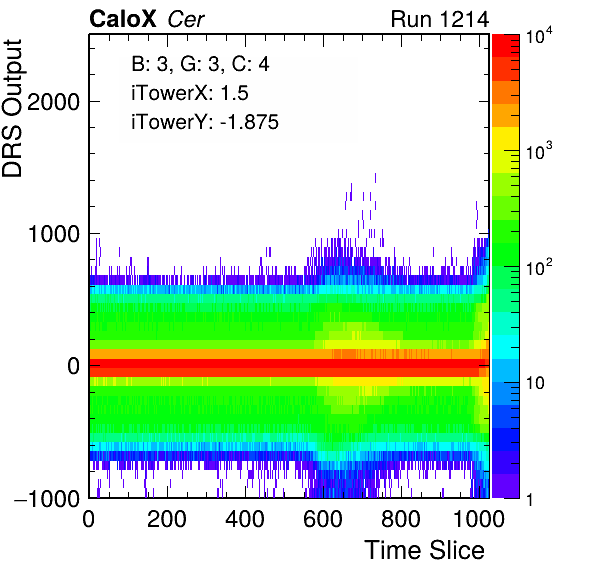 CaloX Cer Run 1214
B: 3, G: 3, C: 4
iTowerX: 1.5
iTowerY: -1.875
DRS Output
2000
1000
0
−1000
0 200 400 600 800 1000
Time Slice
10^4
10^3
10^2
10
1